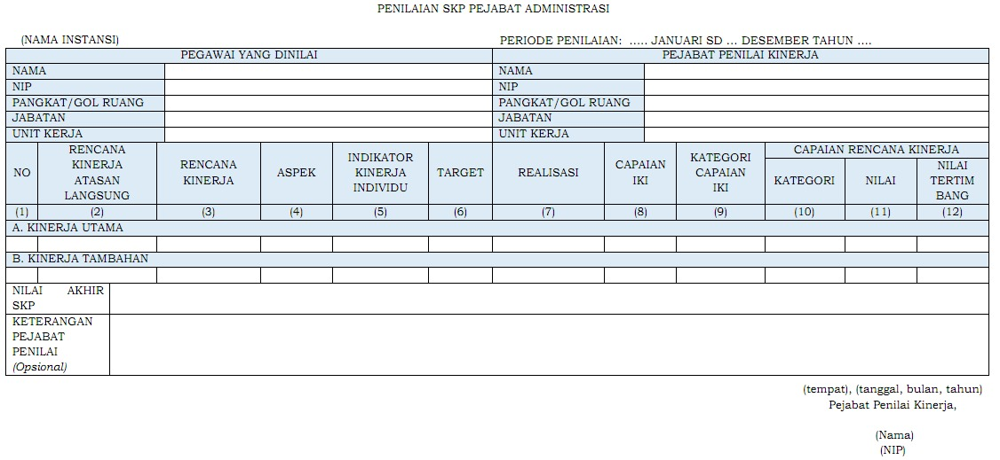 PENILAIAN SKP PEJABAT ADMINISTRASI
(NAMA INSTANSI)
PERIODE PENILAIAN: ..... JANUARI SD ... DESEMBER TAHUN ....
PEGAWAI YANG DINILAI
PEJABAT PENILAI KINERJA
NAMA
NAMA
NIP
NIP
PANGKAT/GOL RUANG
PANGKAT/GOL RUANG
JABATAN
JABATAN
UNIT KERJA
UNIT KERJA
NO
RENCANA
KINERJA
ATASAN
LANGSUNG
RENCANA
KINERJA
ASPEK
INDIKATOR
KINERJA
INDIVIDU
TARGET
REALISASI
CAPAIAN
IKI
KATEGORI
CAPAIAN
IKI
CAPAIAN RENCANA KINERJA
KATEGORI
NILAI
NILAI
TERTIM
BANG
(1)
(2)
(3)
(4)
(5)
(6)
(7)
(8)
(9)
(10)
(11)
(12)
A. KINERJA UTAMA
B. KINERJA TAMBAHAN
NILAI AKHIR
SKP
KETERANGAN
PEJABAT
PENILAI
(Opsional)
(tempat), (tanggal, bulan, tahun)
Pejabat Penilai Kinerja,
(Nama)
(NIP)